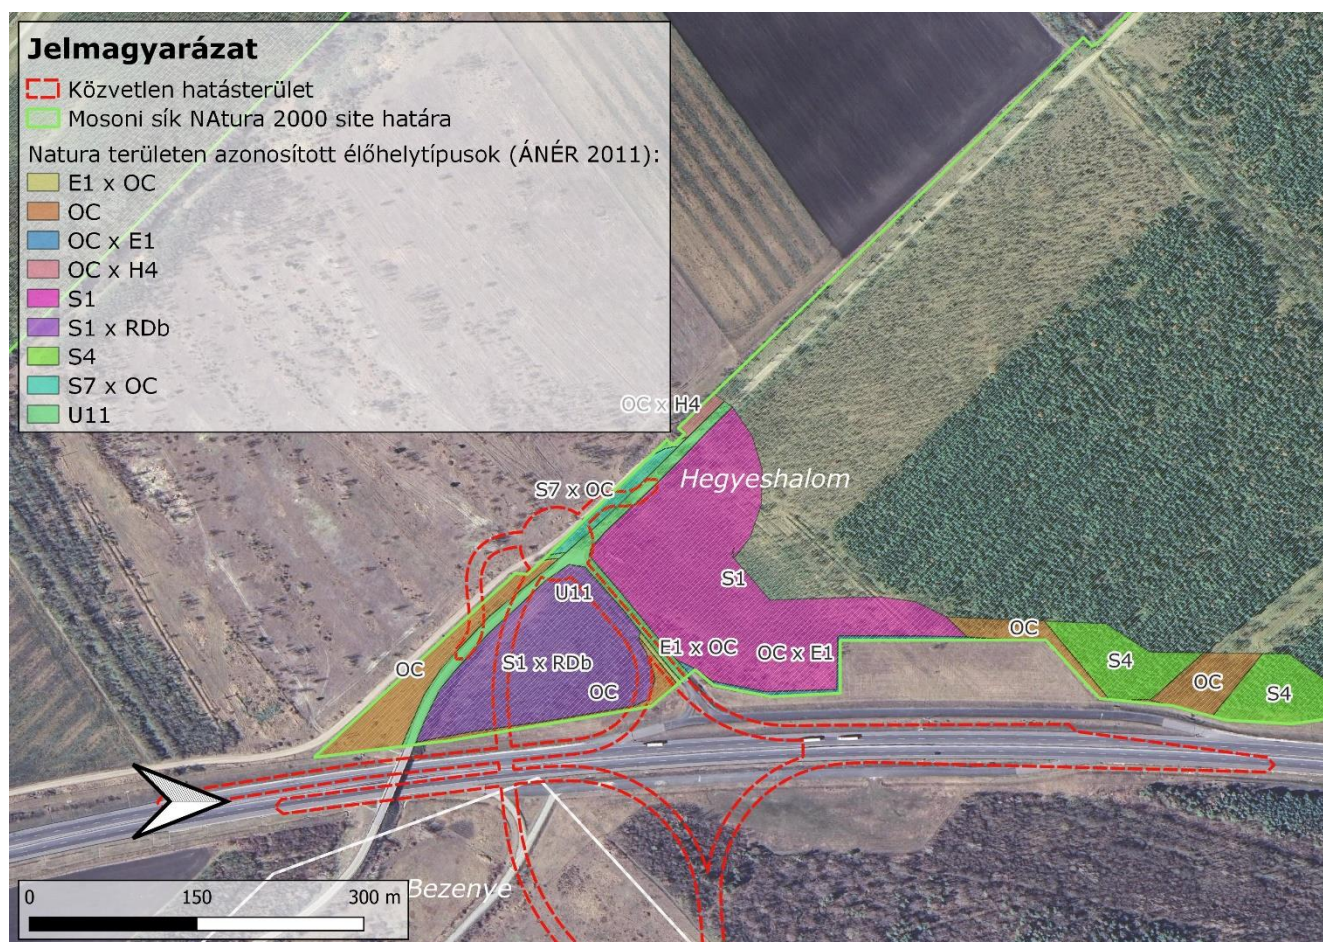 Jelmagyarázat
Közvetlen hatásterület
Mosoni sík NAtura 2000 site határa
Natura területen azonosított élőhelytípusok (ÁNÉR 2011):
E1 x OC
OC
OC x E1
OC x H4
S1
S1 x RDb
S4
S7 x OC
U11
OC x H4
Hegyeshalom
S7 x OC
S1
U11
OC
E1 x OC
OC x E1
S1 x RDb
OC
OC
S4
OC
S4
Bezenye
0 150 300 m